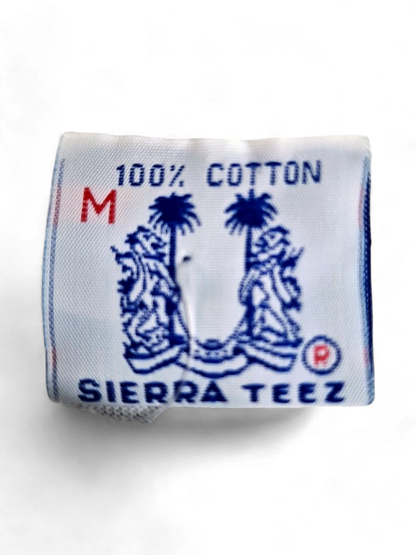 100% COTTON
M
R
SIERRA TEEZ